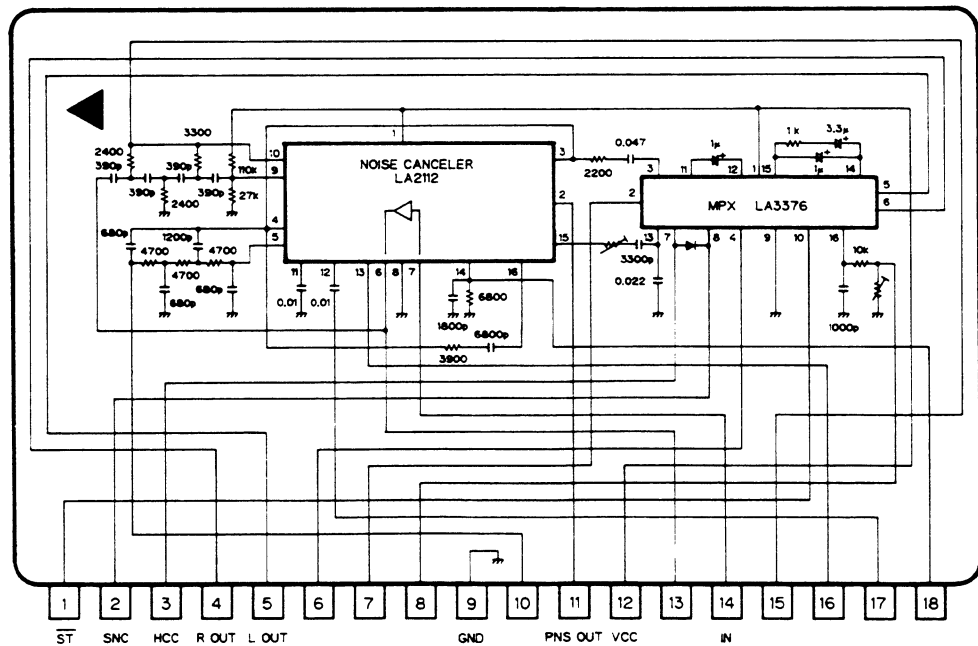 3300
2400
390p
390p
390p
390p
110k
27k
2400
10
9
4
5
1
NOISE CANCELER
LA2112
3
2
15
11
12
13
6
8
7
14
16
680p
1200p
4700
4700
4700
680p
680p
0.01
0.01
1800p
6800
6800p
3900
0.047
2200
3300p
0.022
1μ
1k
3.3μ
1μ
3
11
12
1
15
14
2
MPX LA3376
5
6
13
7
8
4
9
10
16
10k
1000p
1
2
3
4
5
6
7
8
9
10
11
12
13
14
15
16
17
18
S̅T̅
SNC
HCC
R OUT
L OUT
GND
PNS OUT
VCC
IN